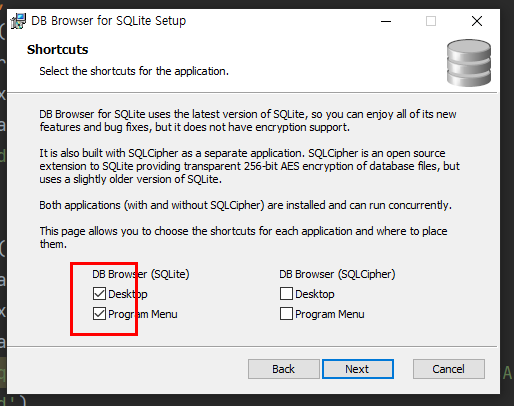 DB Browser for SQLite Setup
Shortcuts
Select the shortcuts for the application.
DB Browser for SQLite uses the latest version of SQLite, so you can enjoy all of its new
features and bug fixes, but it does not have encryption support.
It is also built with SQLCipher as a separate application. SQLCipher is an open source
extension to SQLite providing transparent 256-bit AES encryption of database files, but
uses a slightly older version of SQLite.
Both applications (with and without SQLCipher) are installed and can run concurrently.
This page allows you to choose the shortcuts for each application and where to place
them.
DB Browser (SQLite) DB Browser (SQLCipher)
Desktop Desktop
Program Menu Program Menu
Back Next Cancel